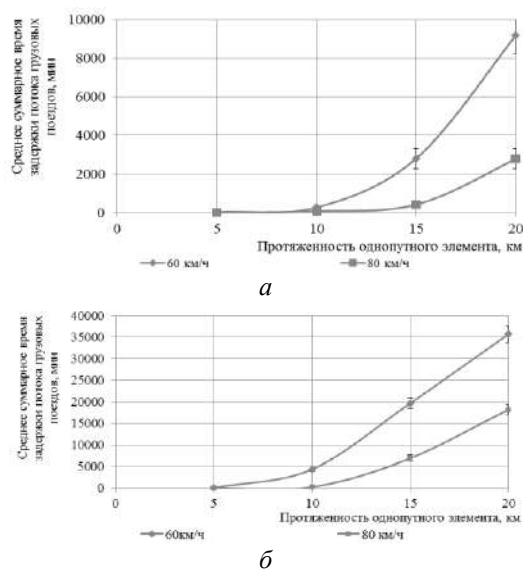 Среднее суммарное время
задержки потока грузовых
поездов, мин
10000
8000
6000
4000
2000
0
0 5 10 15 20
Протяженность однопутного элемента, км
60 км/ч 80 км/ч
а
Среднее суммарное время
задержки потока грузовых
поездов, мин
40000
35000
30000
25000
20000
15000
10000
5000
0
0 5 10 15 20
Протяженность однопутного элемента, км
60км/ч 80 км/ч
б